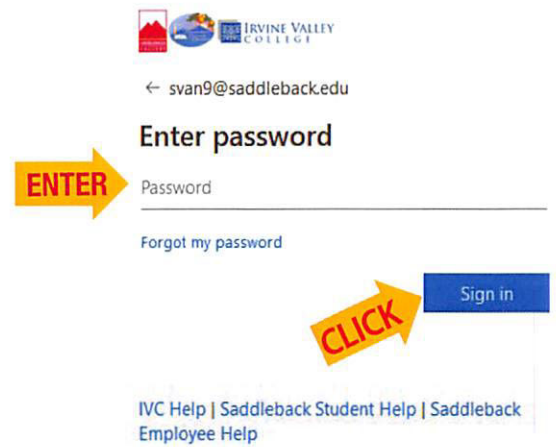 IRVINE VALLEY
COLLEGE
← svan9@saddleback.edu
Enter password
ENTER
Password
Forgot my password
Sign in
CLICK
IVC Help | Saddleback Student Help | Saddleback
Employee Help